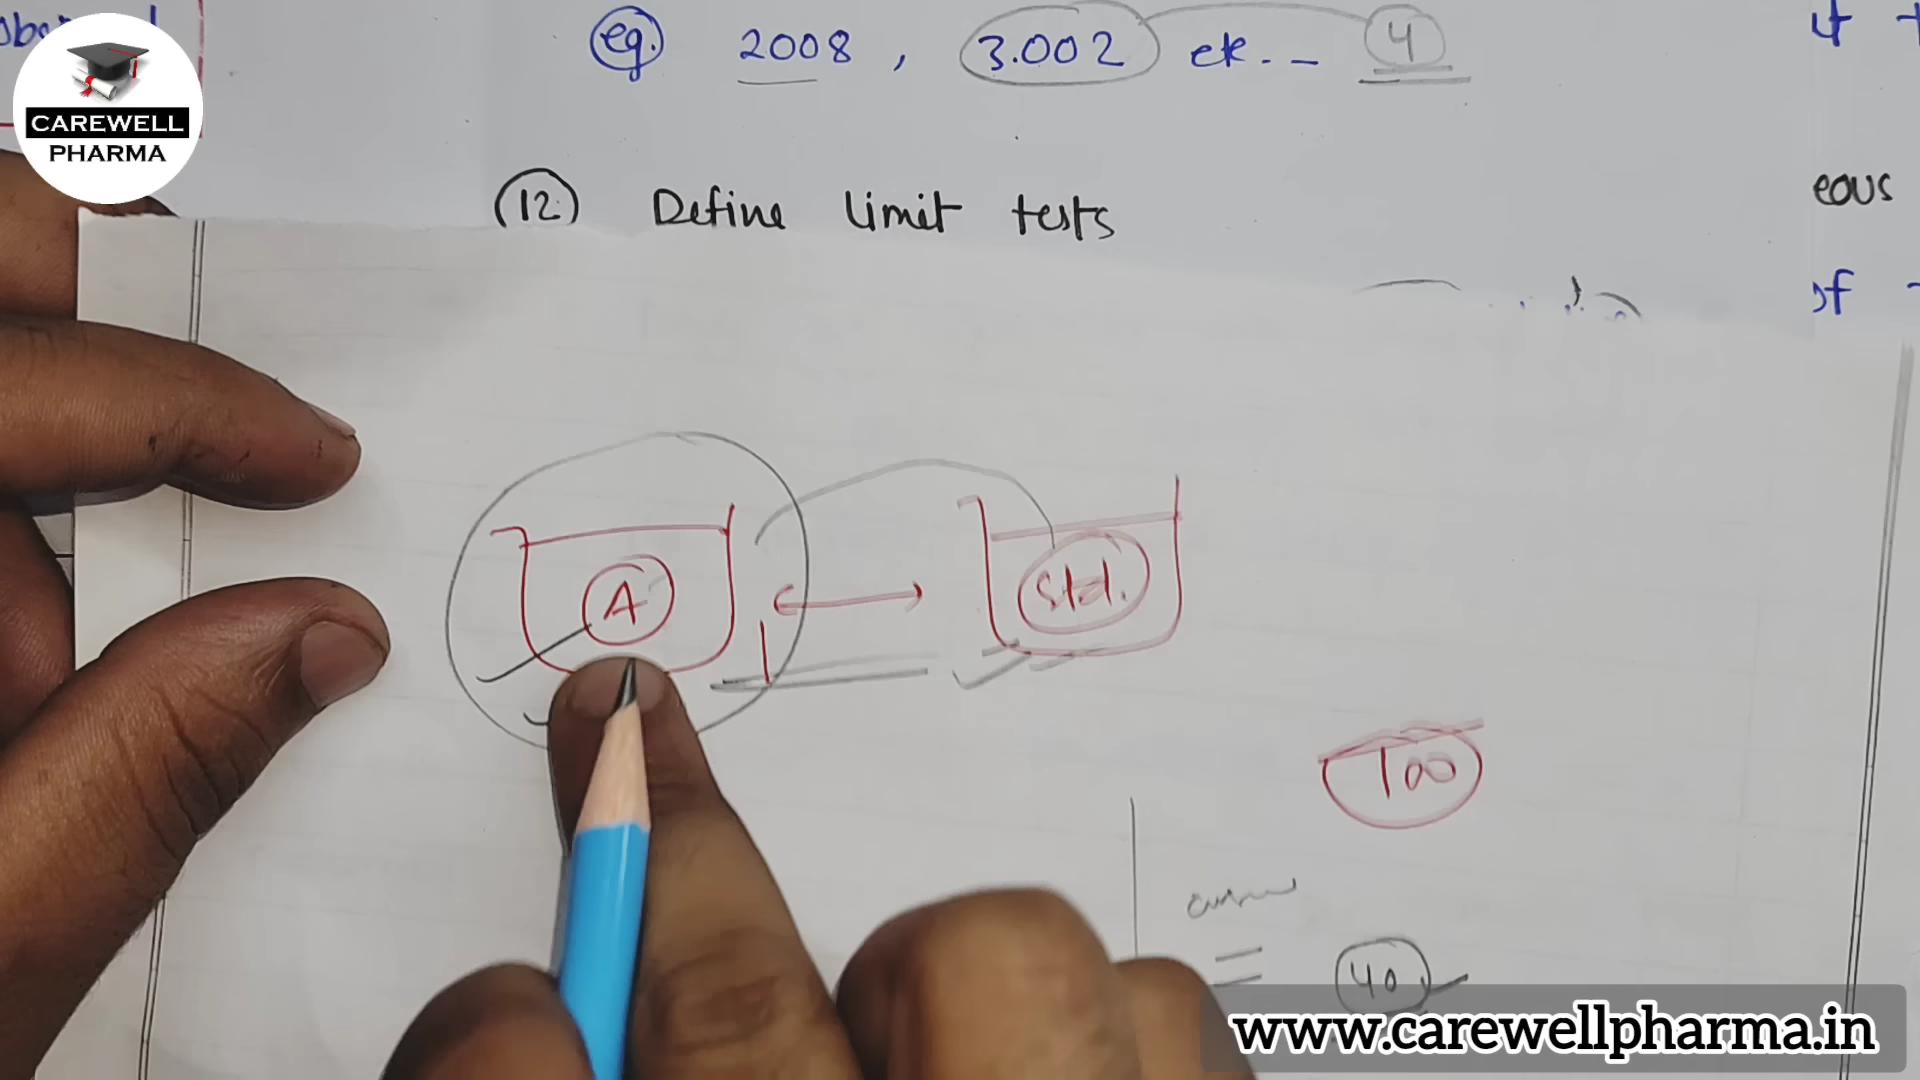 CAREWELL
PHARMA
eg. 2008, 3.002 etc. -- 4
12 Define limit tests
eous
of
A
Std.
100
=
40
www.carewellpharma.in